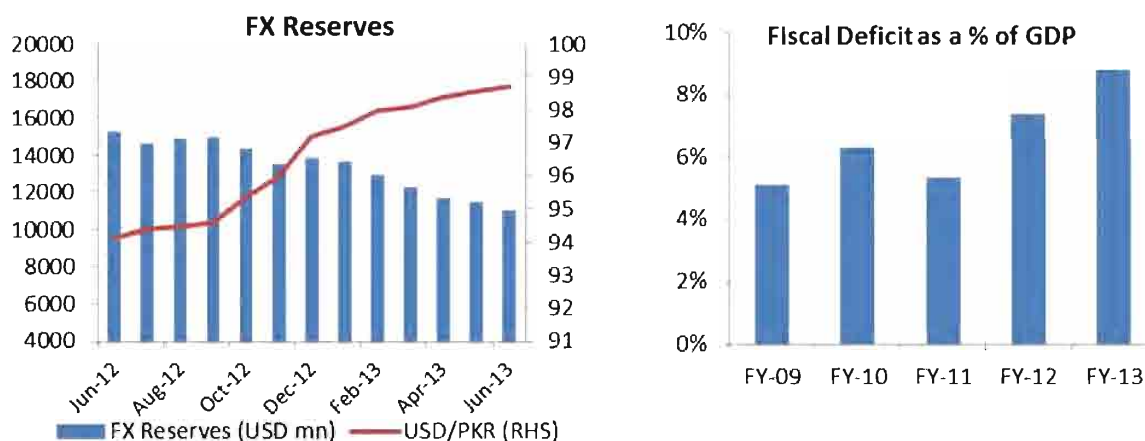 FX Reserves
20000
18000
16000
14000
12000
10000
8000
6000
4000
100
99
98
97
96
95
94
93
92
91
Jun-12
Aug-12
Oct-12
Dec-12
Feb-13
Apr-13
Jun-13
FX Reserves (USD mn)
USD/PKR (RHS)
Fiscal Deficit as a % of GDP
10%
8%
6%
4%
2%
0%
FY-09
FY-10
FY-11
FY-12
FY-13